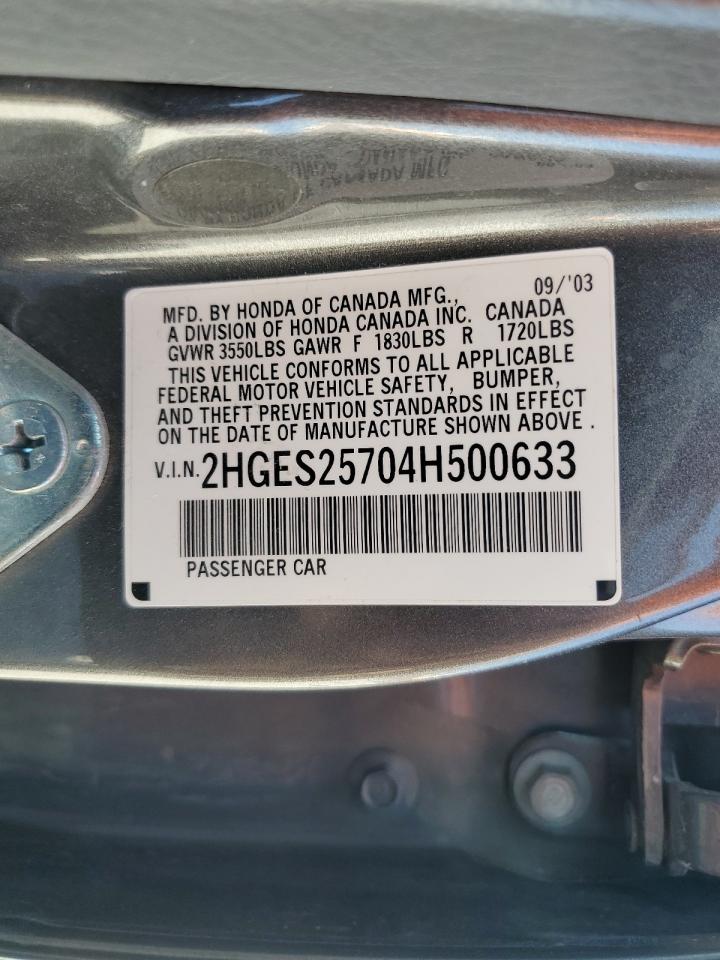 09/'03
MFD. BY HONDA OF CANADA MFG.,
A DIVISION OF HONDA CANADA INC. CANADA
GVWR 3550LBS GAWR F 1830LBS R 1720LBS
THIS VEHICLE CONFORMS TO ALL APPLICABLE
FEDERAL MOTOR VEHICLE SAFETY, BUMPER,
AND THEFT PREVENTION STANDARDS IN EFFECT
ON THE DATE OF MANUFACTURE SHOWN ABOVE.
V.I.N. 2HGES25704H500633
PASSENGER CAR